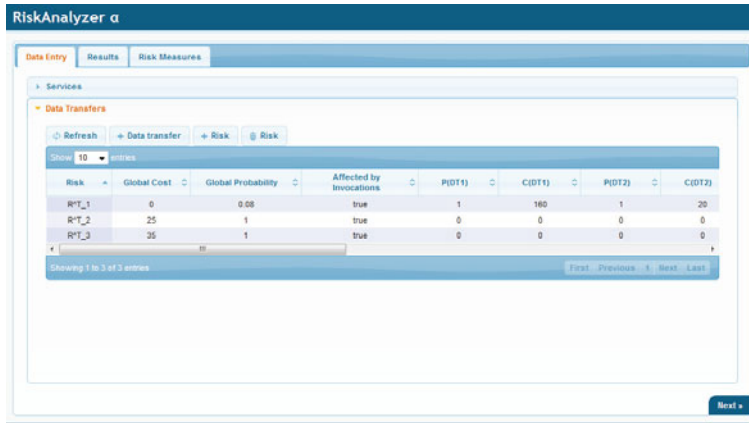 RiskAnalyzer α
Data Entry Results Risk Measures
Services
Data Transfers
Refresh + Data transfer + Risk Risk
Show 10 entries
Risk Global Cost Global Probability Affected by Invocations P(DT1) C(DT1) P(DT2) C(DT2)
R^T_1 0 0.08 true 1 160 1 20
R^T_2 25 1 true 0 0 0 0
R^T_3 35 1 true 0 0 0 0
Showing 1 to 3 of 3 entries
First Previous 1 Next Last
Next »